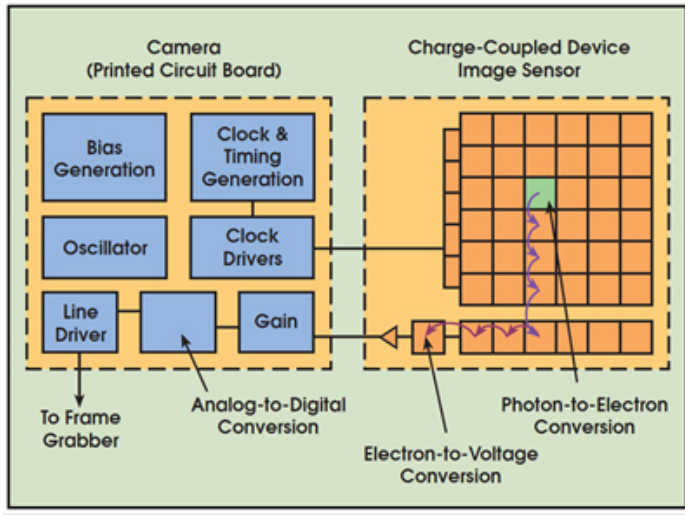 Camera
(Printed Circuit Board)
Charge-Coupled Device
Image Sensor
Bias
Generation
Clock &
Timing
Generation
Oscillator
Clock
Drivers
Line
Driver
Gain
To Frame
Grabber
Analog-to-Digital
Conversion
Electron-to-Voltage
Conversion
Photon-to-Electron
Conversion